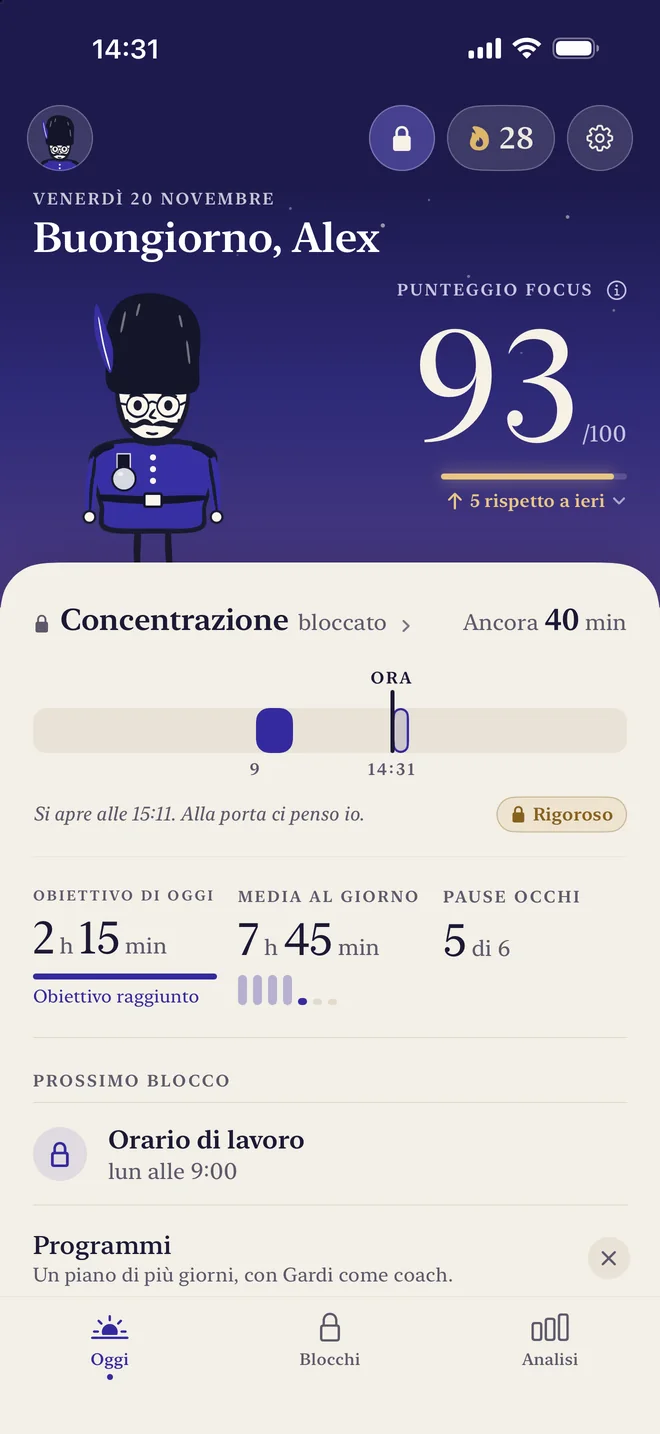 14:31
28
VENERDÌ 20 NOVEMBRE
Buongiorno, Alex
PUNTEGGIO FOCUS
93 /100
↑ 5 rispetto a ieri
Concentrazione bloccato
Ancora 40 min
ORA
9
14:31
Si apre alle 15:11. Alla porta ci penso io.
Rigoroso
OBIETTIVO DI OGGI
2 h 15 min
Obiettivo raggiunto
MEDIA AL GIORNO
7 h 45 min
PAUSE OCCHI
5 di 6
PROSSIMO BLOCCO
Orario di lavoro
lun alle 9:00
Programmi
Un piano di più giorni, con Gardi come coach.
Oggi
Blocchi
Analisi